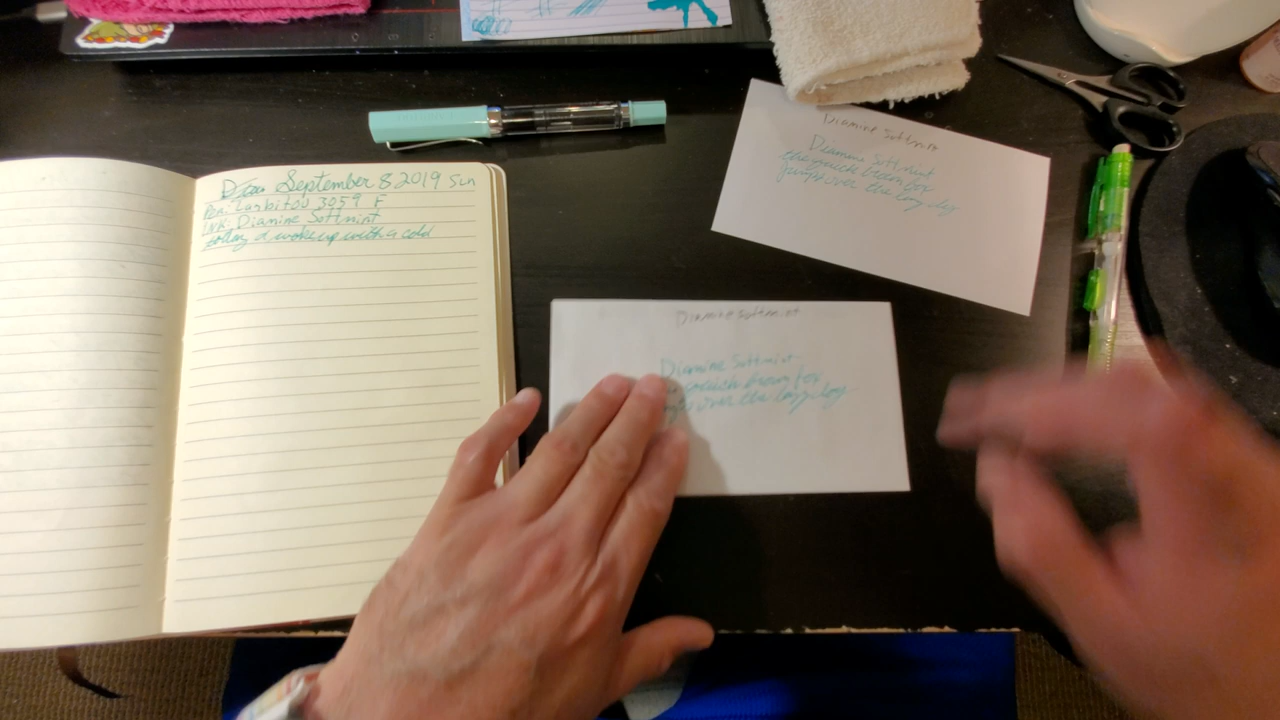 September 8 2019 Sun
Pen: Lanbitou 3059 F
INK: Diamine Softmint
today I woke up with a cold
Diamine Softmint
Diamine Softmint
the quick brown fox
jumps over the lazy dog
Diamine Softmint
Diamine Softmint
quick brown fox
over the lazy dog